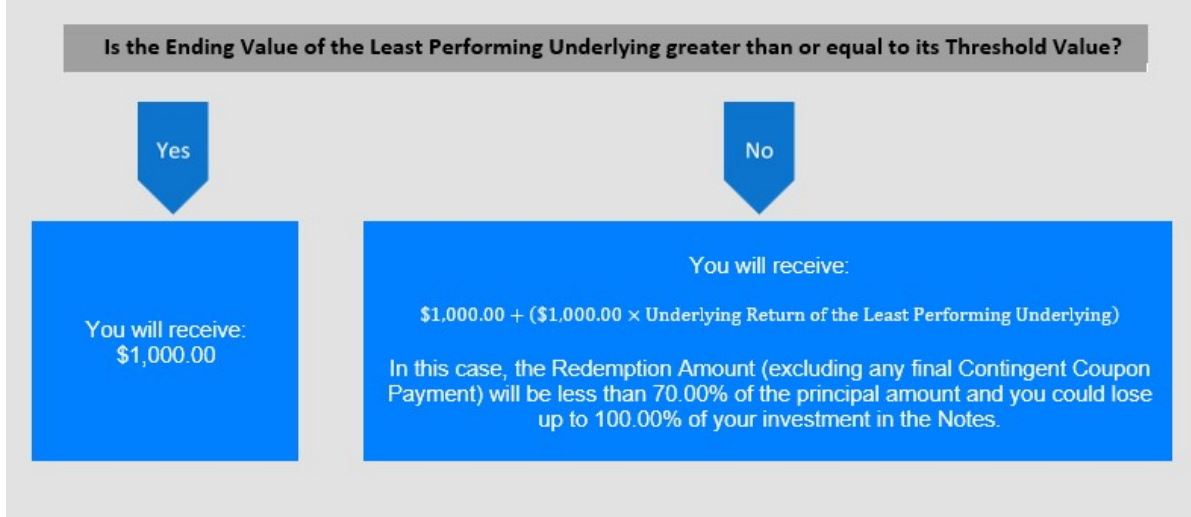 Is the Ending Value of the Least Performing Underlying greater than or equal to its Threshold Value?
Yes
No
You will receive:
$1,000.00
You will receive:
$1,000.00 + ($1,000.00 × Underlying Return of the Least Performing Underlying)
In this case, the Redemption Amount (excluding any final Contingent Coupon
Payment) will be less than 70.00% of the principal amount and you could lose
up to 100.00% of your investment in the Notes.